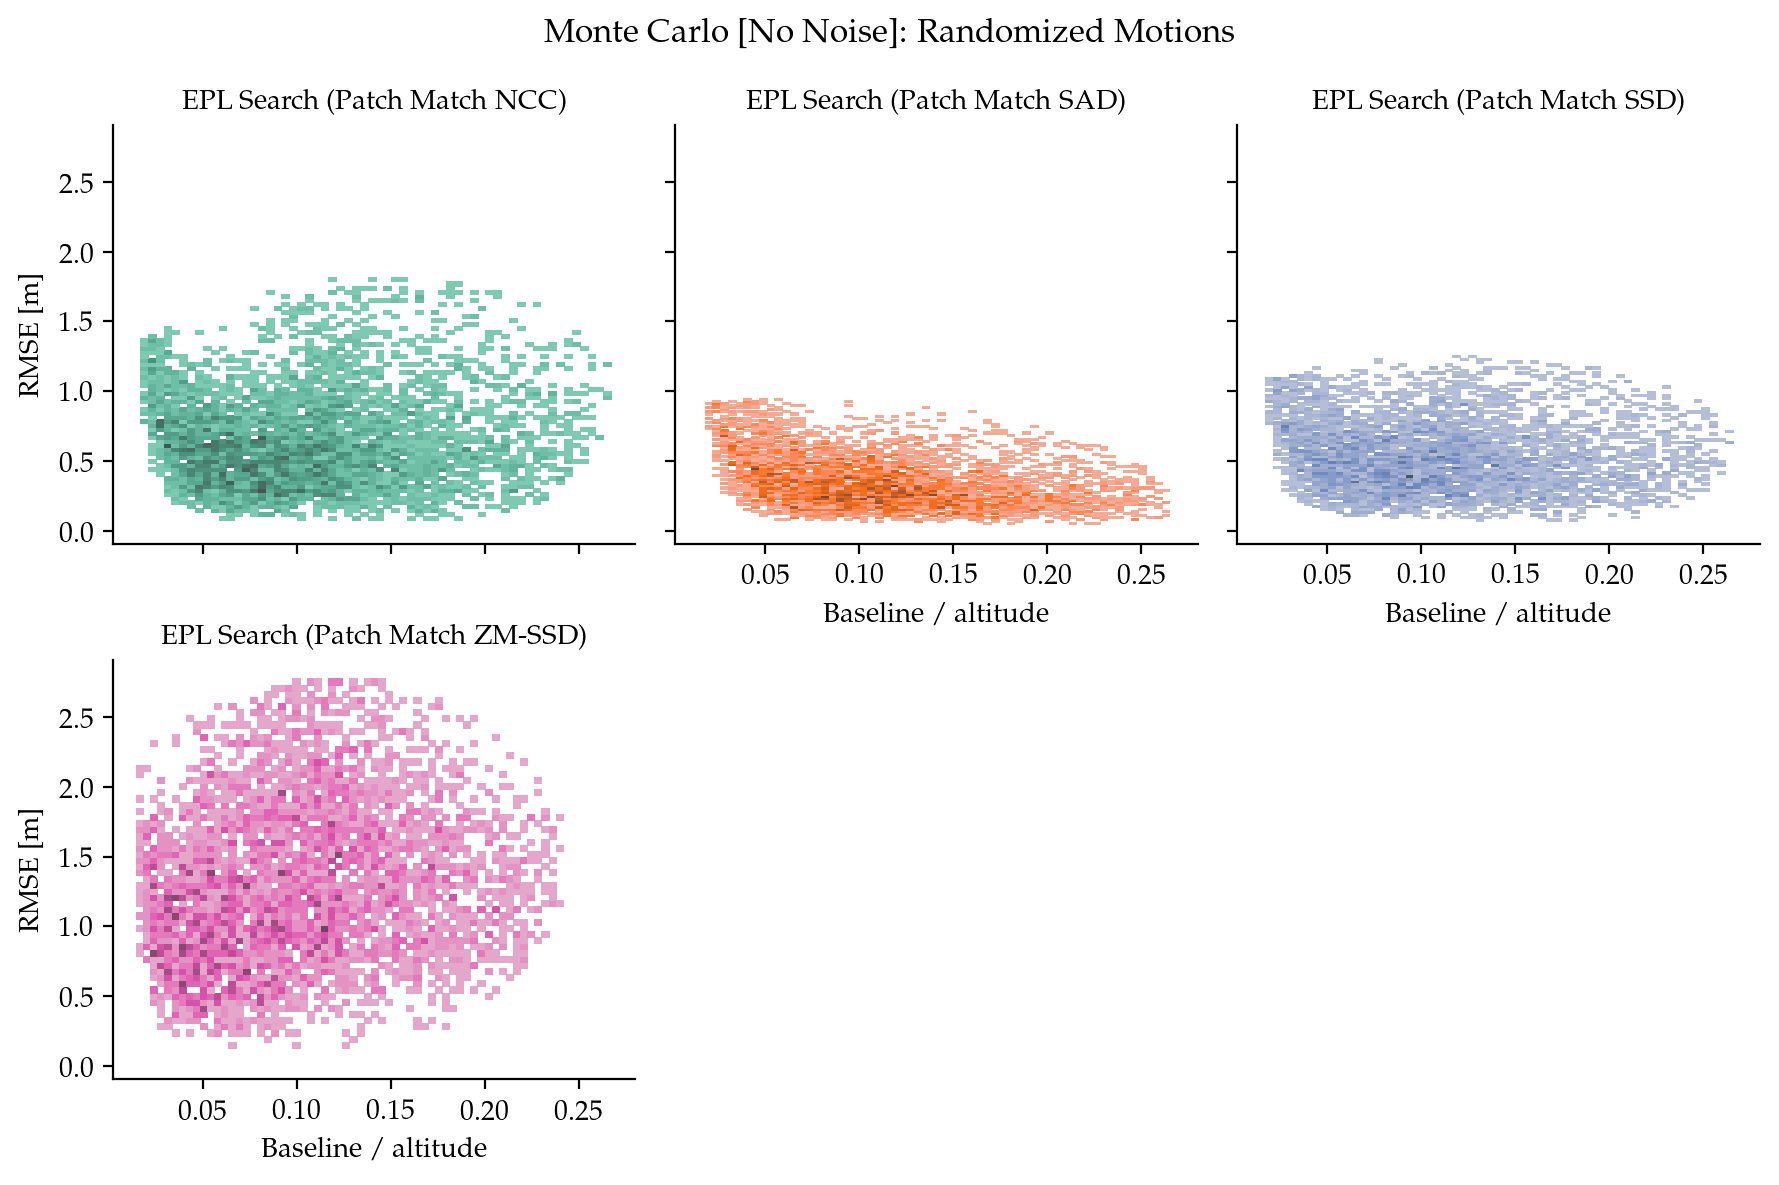 Monte Carlo [No Noise]: Randomized Motions
EPL Search (Patch Match NCC)
EPL Search (Patch Match SAD)
EPL Search (Patch Match SSD)
RMSE [m]
2.5
2.0
1.5
1.0
0.5
0.0
0.05 0.10 0.15 0.20 0.25
Baseline / altitude
0.05 0.10 0.15 0.20 0.25
Baseline / altitude
EPL Search (Patch Match ZM-SSD)
RMSE [m]
2.5
2.0
1.5
1.0
0.5
0.0
0.05 0.10 0.15 0.20 0.25
Baseline / altitude